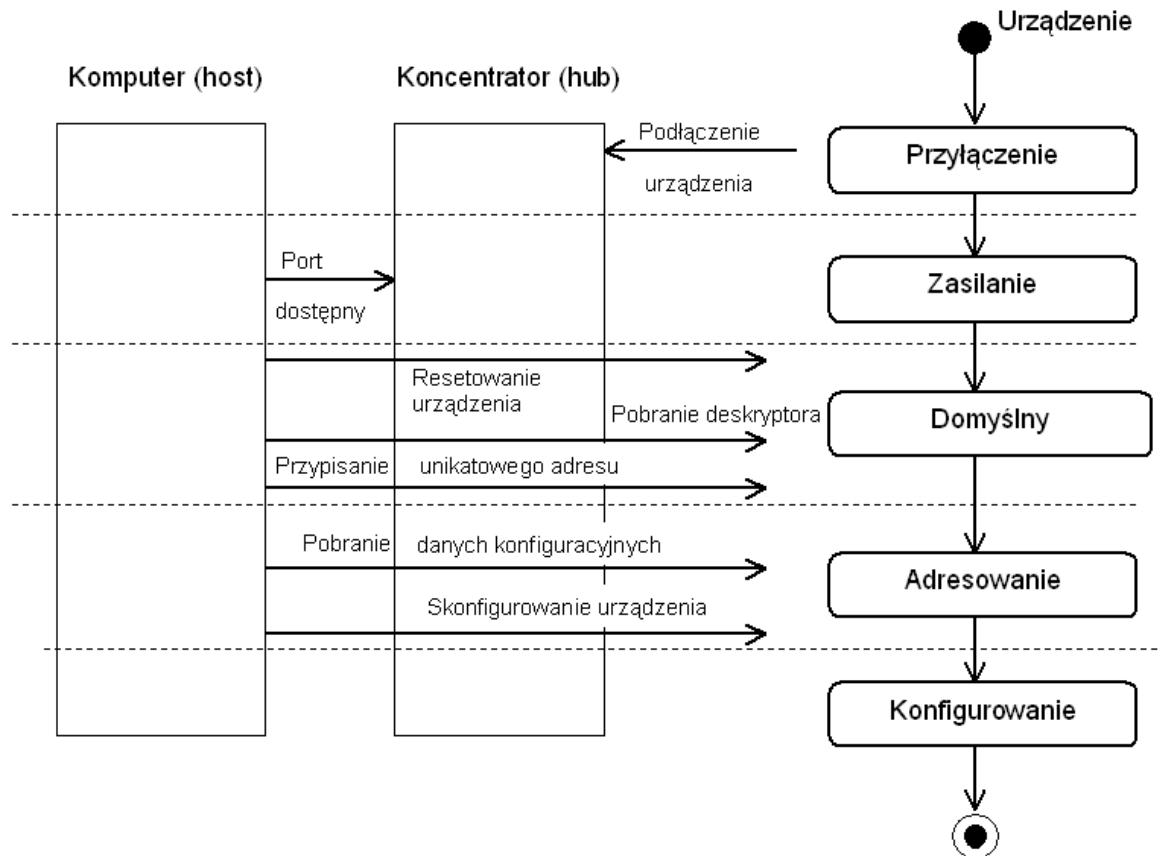 Urządzenie
Komputer (host)
Koncentrator (hub)
Podłączenie
urządzenia
Przyłączenie
Port
dostępny
Zasilanie
Resetowanie
urządzenia
Pobranie deskryptora
Domyślny
Przypisanie unikatowego adresu
Pobranie danych konfiguracyjnych
Adresowanie
Skonfigurowanie urządzenia
Konfigurowanie